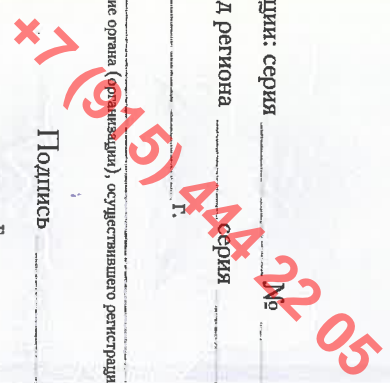 ции: серия № 
д региона серия
г.
ие органа (организации), осуществившего регистраци
Подпись
г
+7 (915) 444 22 05